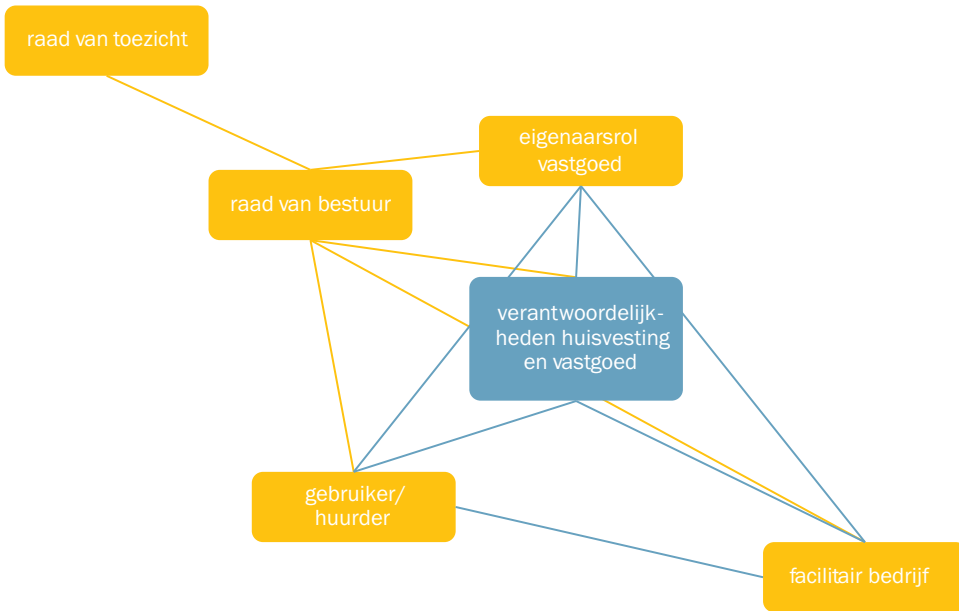 raad van toezicht
eigenaarsrol
vastgoed
raad van bestuur
verantwoordelijk-
heden huisvesting
en vastgoed
gebruiker/
huurder
facilitair bedrijf